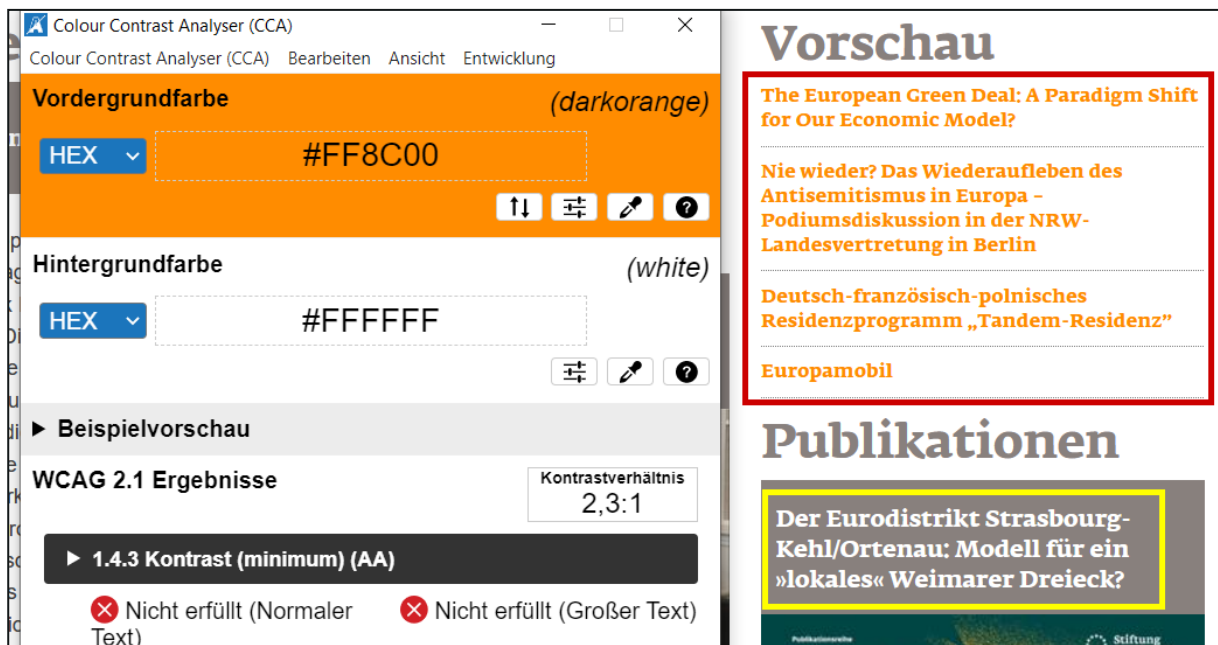 Colour Contrast Analyser (CCA)
Colour Contrast Analyser (CCA) Bearbeiten Ansicht Entwicklung
Vordergrundfarbe (darkorange)
HEX #FF8C00
Hintergrundfarbe (white)
HEX #FFFFFF
Beispielvorschau
WCAG 2.1 Ergebnisse
Kontrastverhältnis
2,3:1
1.4.3 Kontrast (minimum) (AA)
Nicht erfüllt (Normaler
Text)
Nicht erfüllt (Großer Text)
Vorschau
The European Green Deal: A Paradigm Shift
for Our Economic Model?
Nie wieder? Das Wiederaufleben des
Antisemitismus in Europa –
Podiumsdiskussion in der NRW-
Landesvertretung in Berlin
Deutsch-französisch-polnisches
Residenzprogramm „Tandem-Residenz”
Europamobil
Publikationen
Der Eurodistrikt Strasbourg-
Kehl/Ortenau: Modell für ein
»lokales« Weimarer Dreieck?
Publikationsreihe
Stiftung